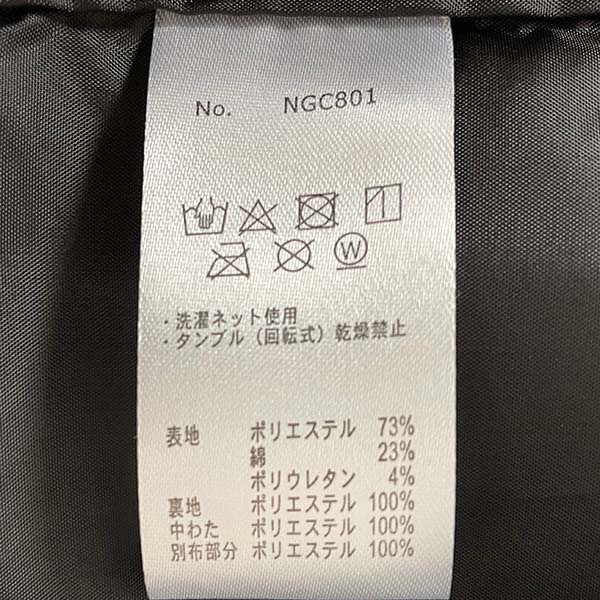 No. NGC801
W
・洗濯ネット使用
・タンブル(回転式)乾燥禁止
表地 ポリエステル 73%
綿 23%
ポリウレタン 4%
裏地 ポリエステル 100%
中わた ポリエステル 100%
別布部分 ポリエステル 100%